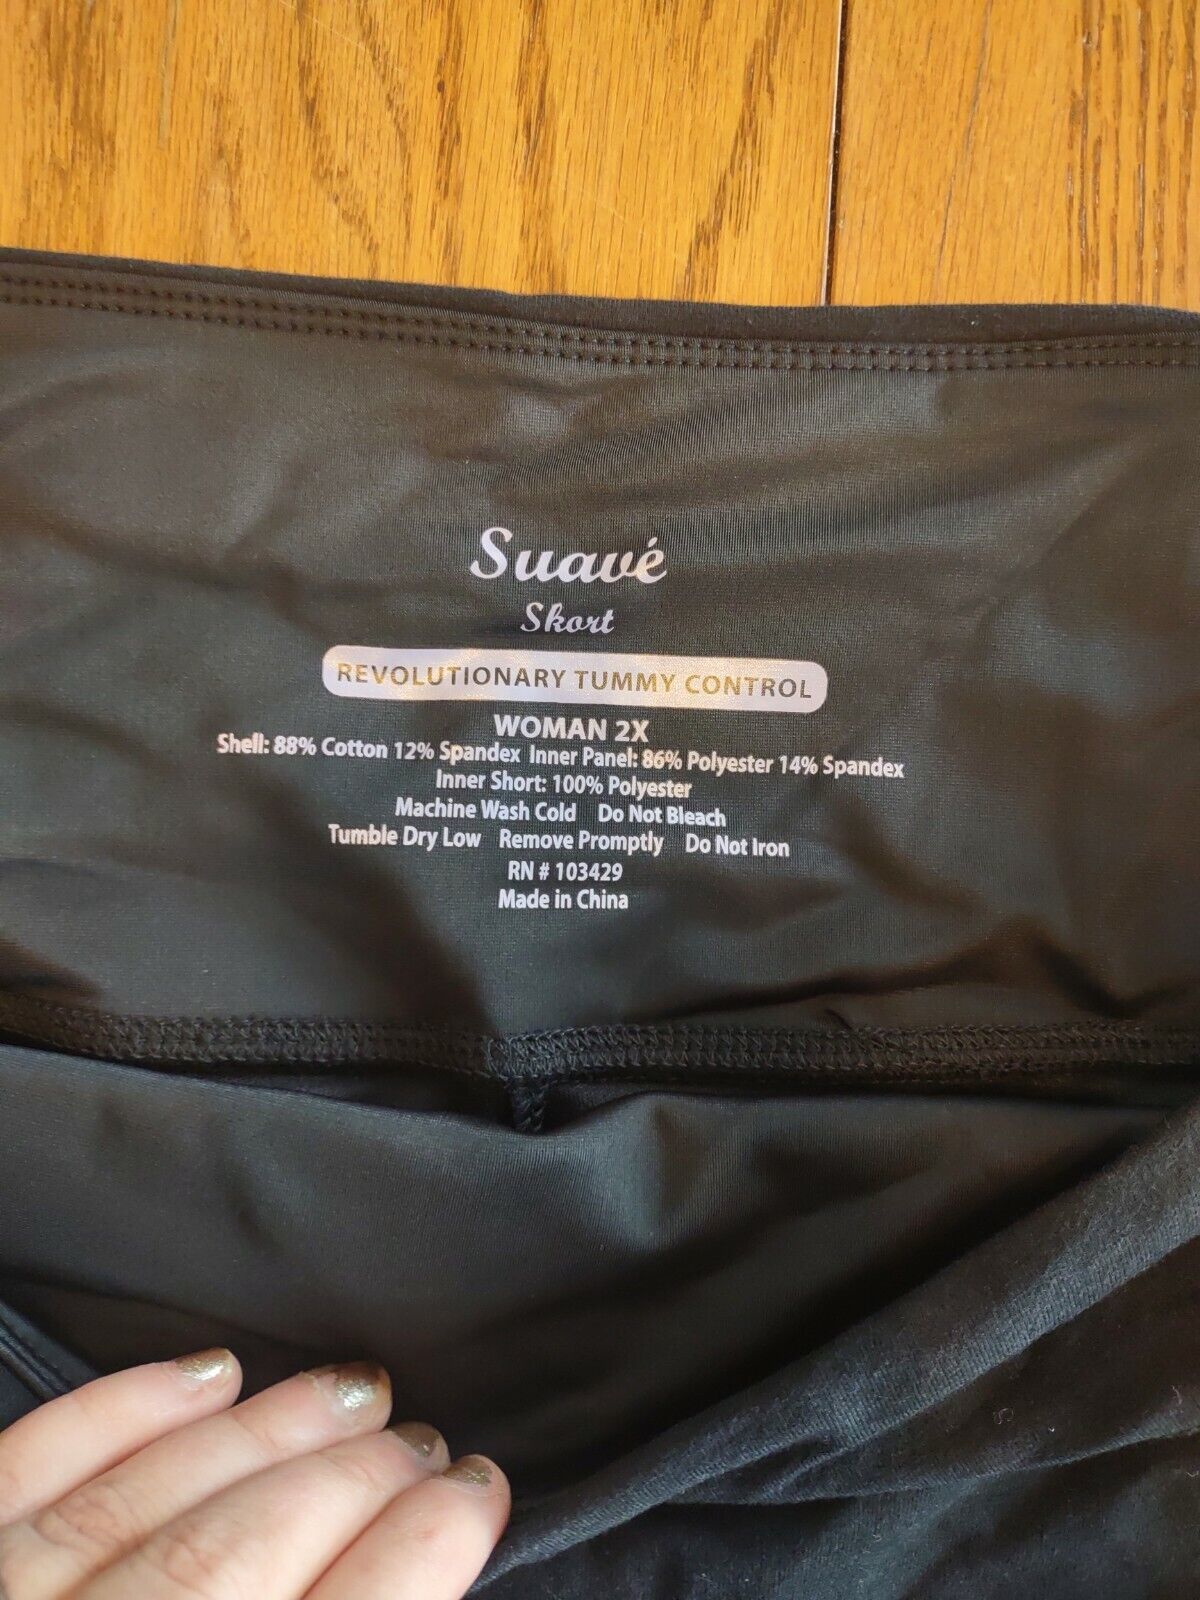 Suavé
Skort
REVOLUTIONARY TUMMY CONTROL
WOMAN 2X
Shell: 88% Cotton 12% Spandex Inner Panel: 86% Polyester 14% Spandex
Inner Short: 100% Polyester
Machine Wash Cold Do Not Bleach
Tumble Dry Low Remove Promptly Do Not Iron
RN # 103429
Made in China